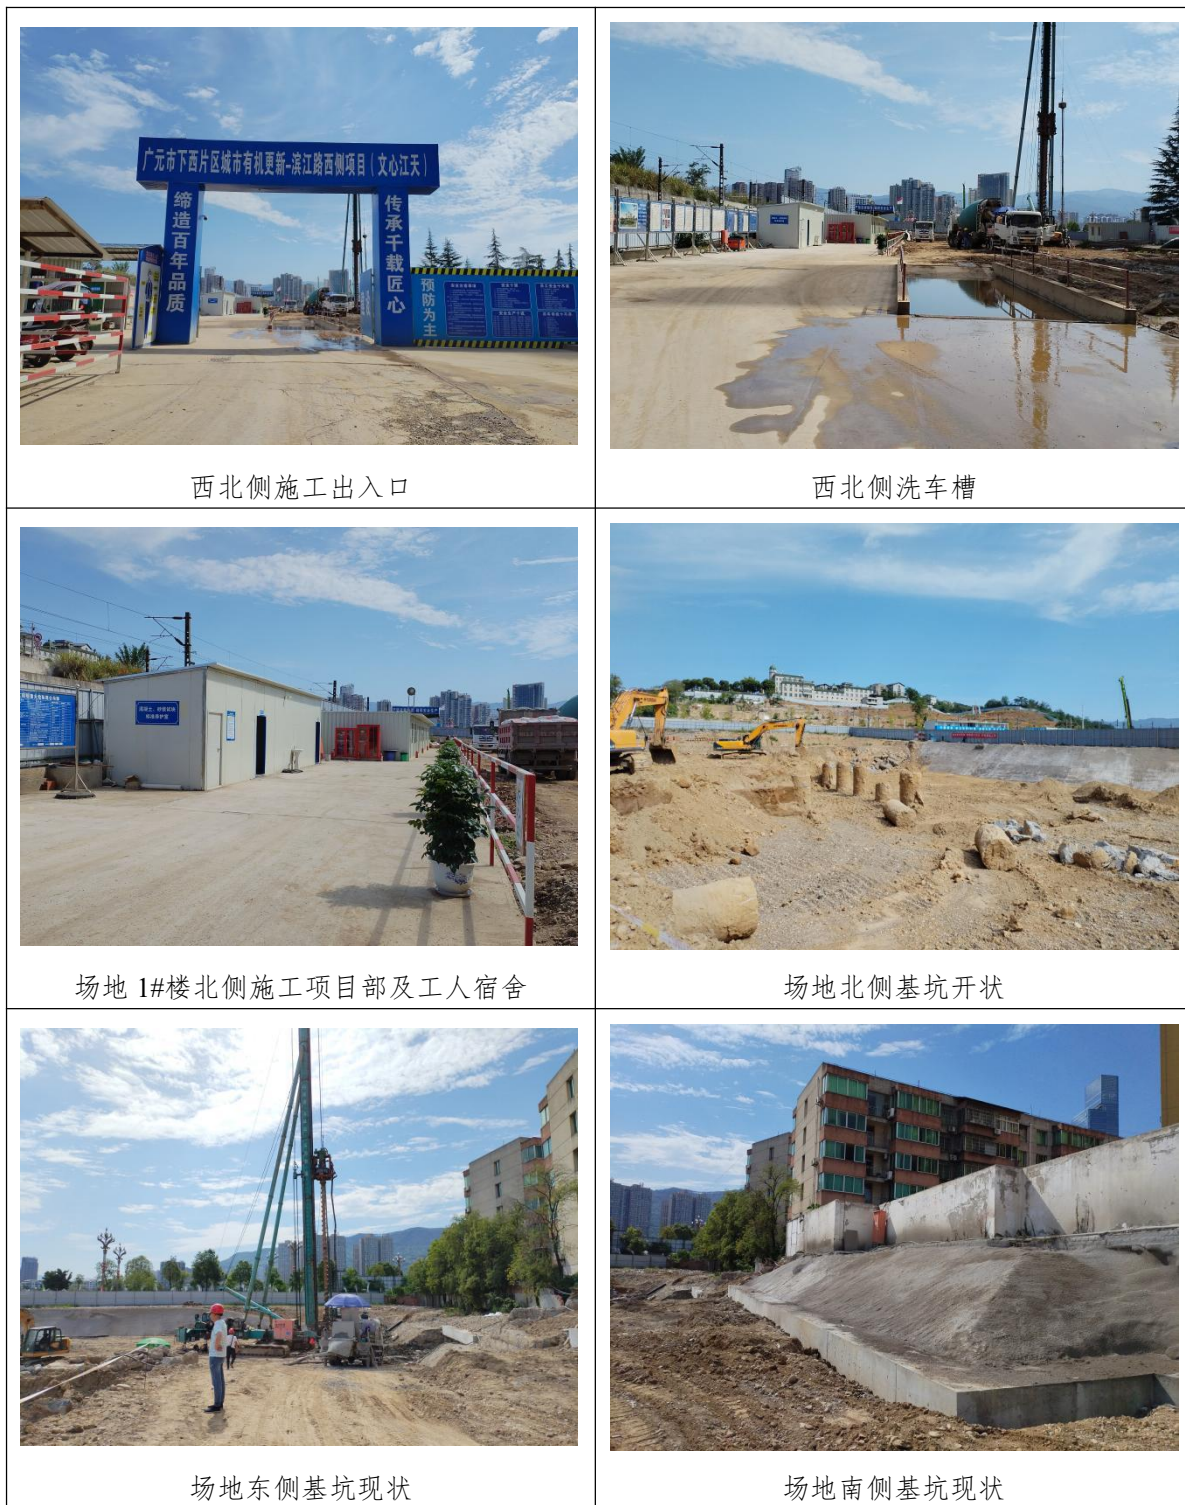 广元市下西片区城市有机更新-滨江路西侧项目（文心江天）
缔造百年品质
传承千载匠心
预防为主
西北侧施工出入口
西北侧洗车槽
场地 1#楼北侧施工项目部及工人宿舍
场地北侧基坑开状
场地东侧基坑现状
场地南侧基坑现状